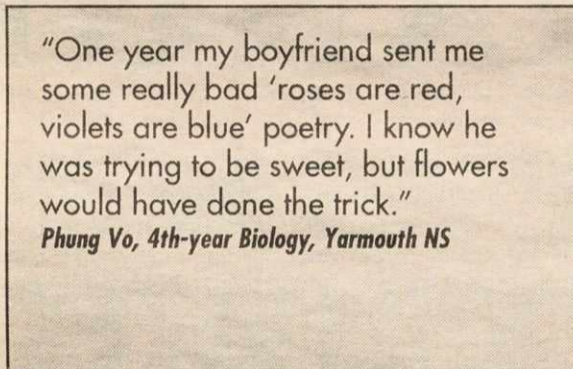 "One year my boyfriend sent me
some really bad 'roses are red,
violets are blue' poetry. I know he
was trying to be sweet, but flowers
would have done the trick."
Phung Vo, 4th-year Biology, Yarmouth NS